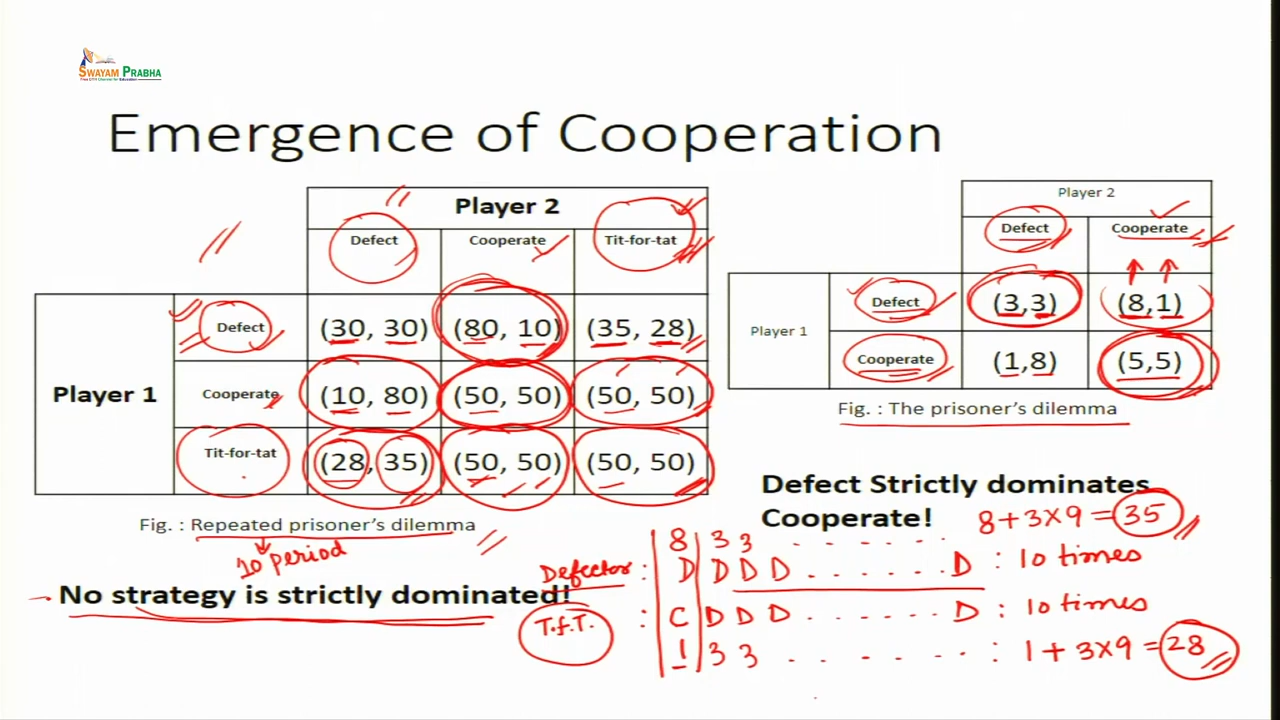 SWAYAM PRABHA
Emergence of Cooperation
Player 2
Defect Cooperate Tit-for-tat
Player 1
Defect (30, 30) (80, 10) (35, 28)
Cooperate (10, 80) (50, 50) (50, 50)
Tit-for-tat (28, 35) (50, 50) (50, 50)
Fig. : Repeated prisoner's dilemma
10 period
No strategy is strictly dominated!
Player 2
Defect Cooperate
Player 1
Defect (3,3) (8,1)
Cooperate (1,8) (5,5)
Fig. : The prisoner's dilemma
Defect Strictly dominates
Cooperate!
8+3×9 = 35
8 3 3 . . . . . . .
Defector : D D D D . . . . . . D : 10 times
T.f.T. : C D D D . . . . . . D : 10 times
1 3 3 . . . . . . . : 1 + 3×9 = 28